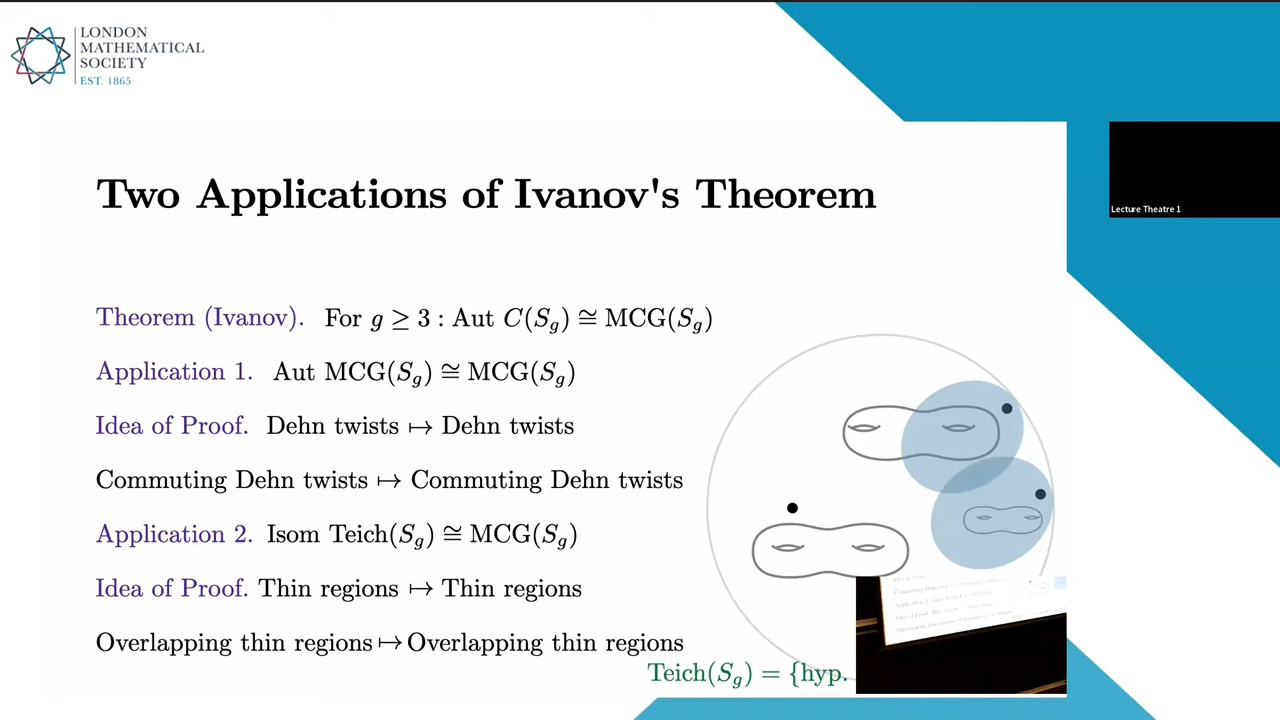 LONDON
MATHEMATICAL
SOCIETY
EST. 1865
Two Applications of Ivanov's Theorem
Lecture Theatre 1
Theorem (Ivanov). For g ≥ 3 : Aut C(S_g) ≅ MCG(S_g)
Application 1. Aut MCG(S_g) ≅ MCG(S_g)
Idea of Proof. Dehn twists ↦ Dehn twists
Commuting Dehn twists ↦ Commuting Dehn twists
Application 2. Isom Teich(S_g) ≅ MCG(S_g)
Idea of Proof. Thin regions ↦ Thin regions
Overlapping thin regions ↦ Overlapping thin regions
Teich(S_g) = {hyp.